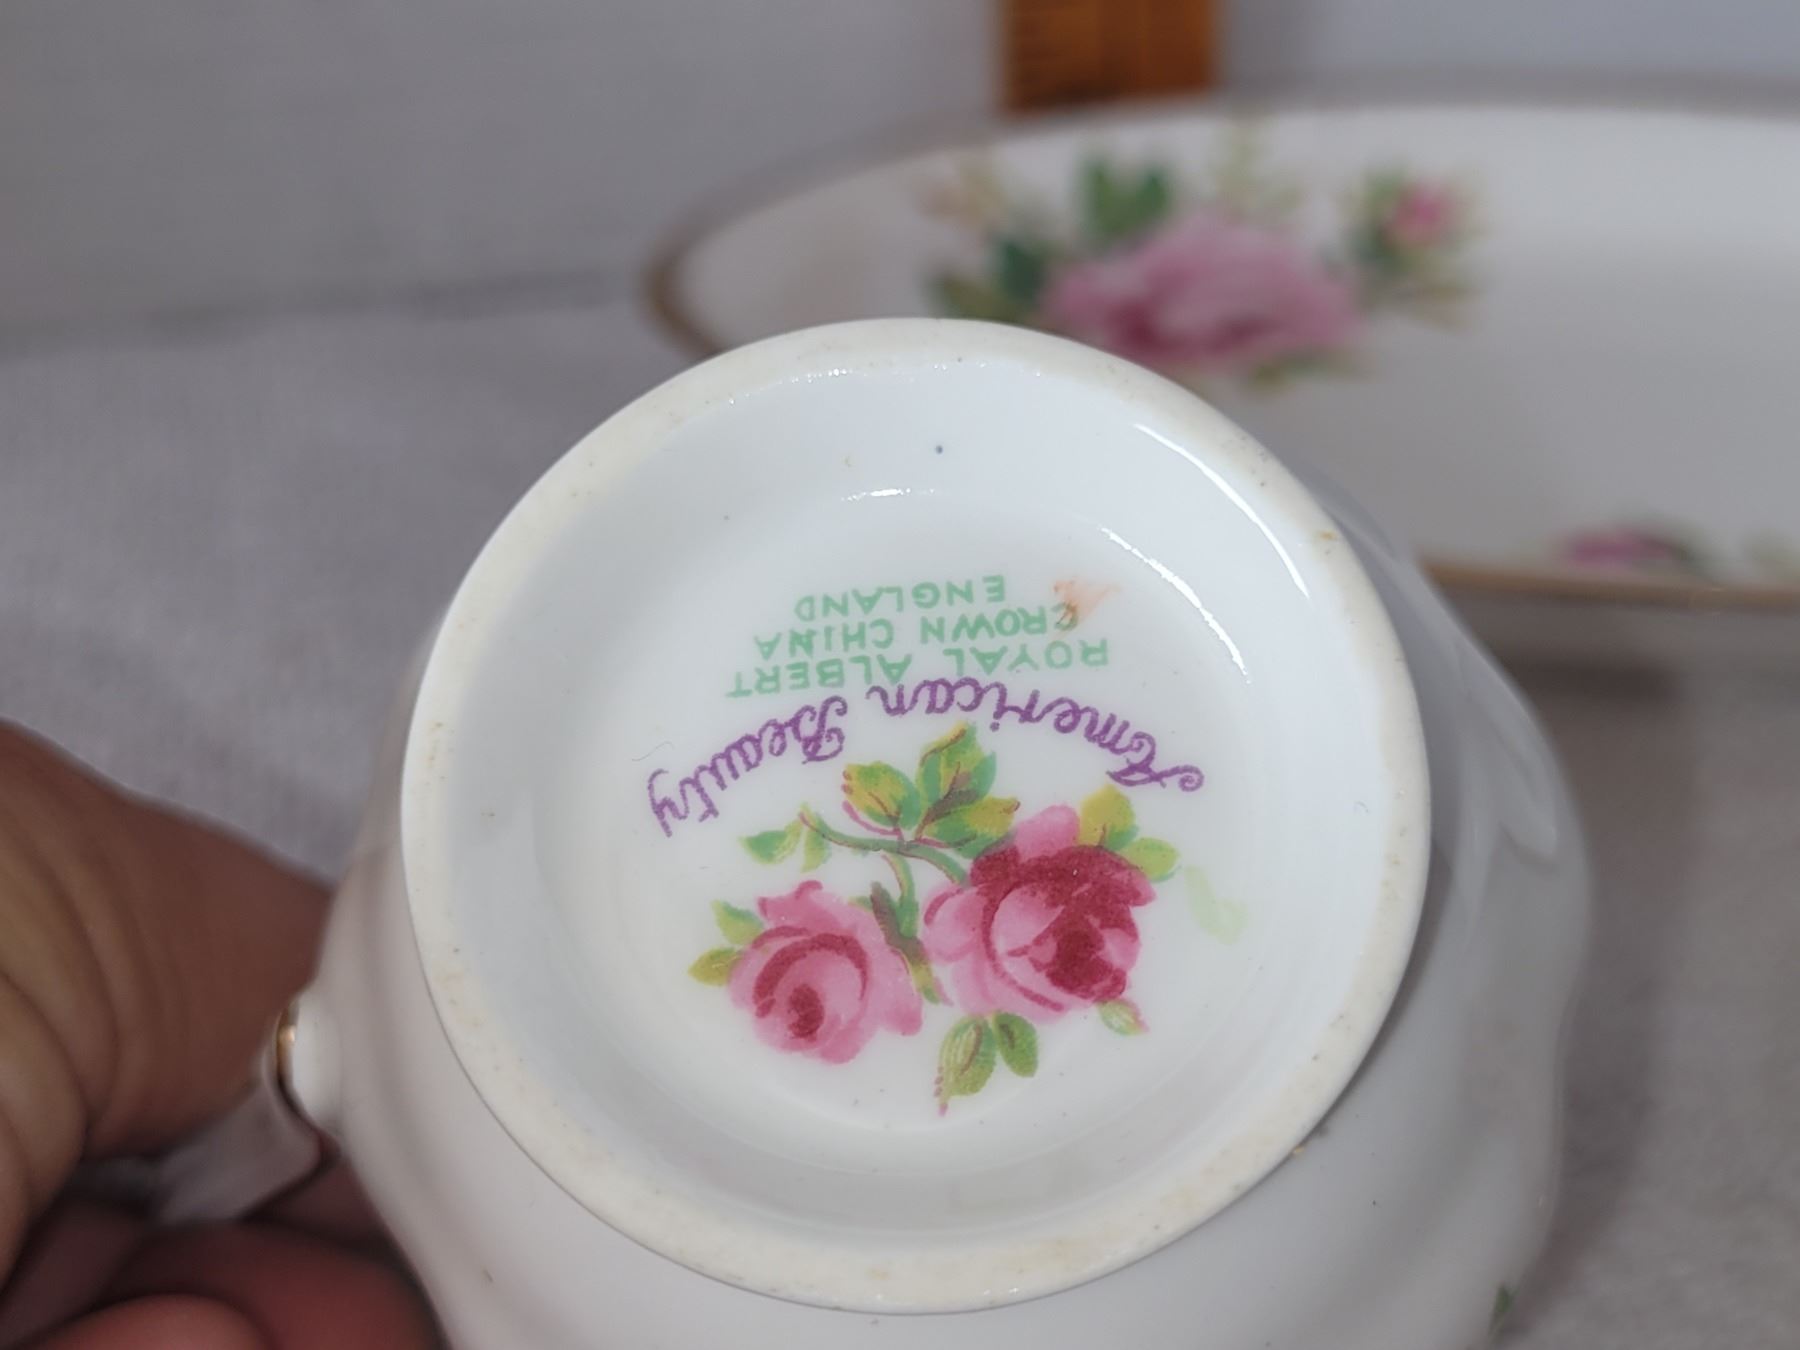 American Beauty
ROYAL ALBERT
CROWN CHINA
ENGLAND